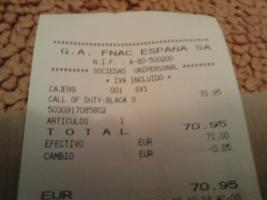 G.A. FNAC ESPAÑA SA
N.I.F.: A-80-500200
******** SOCIEDAD UNIPERSONAL ********
* IVA INCLUIDO *
CAJERO 001 SV1
CALL OF DUTY:BLACK O 70.95
5030917085802
ARTICULOS 1
TOTAL 70.95
EFECTIVO EUR 71.00
CAMBIO EUR -0.05
EUR 70.95